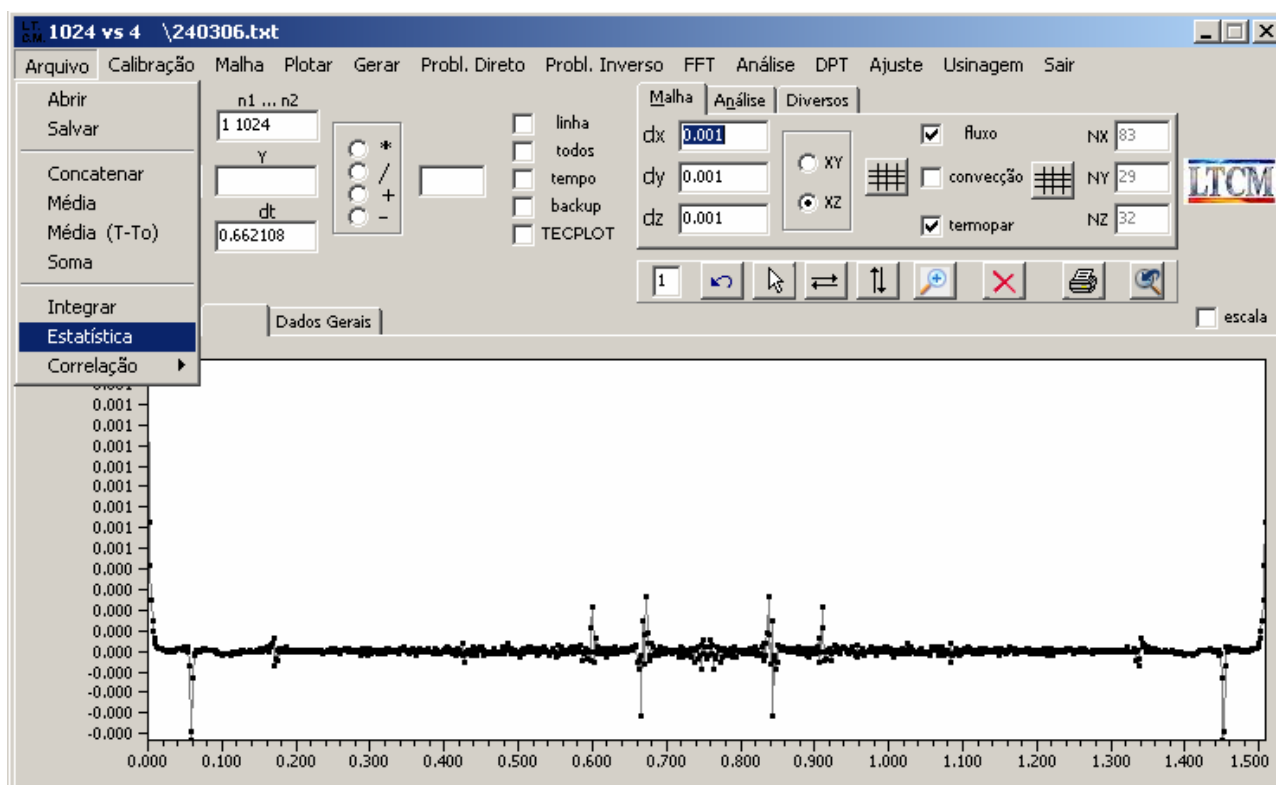 L.T.C.M. 1024 vs 4 \240306.txt
Arquivo Calibração Malha Plotar Gerar Probl. Direto Probl. Inverso FFT Análise DPT Ajuste Usinagem Sair
Abrir
Salvar
Concatenar
Média
Média (T-To)
Soma
Integrar
Estatística
Correlação
n1 ... n2
1 1024
Y
dt
0.662108
*
/
+
-
linha
todos
tempo
backup
TECPLOT
Malha Análise Diversos
dx 0.001
dy 0.001
dz 0.001
XY
XZ
fluxo
convecção
termopar
NX 83
NY 29
NZ 32
LTCM
1
Dados Gerais
escala
0.001
0.001
0.001
0.001
0.001
0.001
0.001
0.001
0.000
0.000
0.000
0.000
0.000
-0.000
-0.000
-0.000
-0.000
0.000 0.100 0.200 0.300 0.400 0.500 0.600 0.700 0.800 0.900 1.000 1.100 1.200 1.300 1.400 1.500